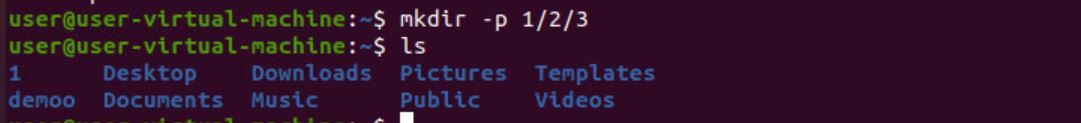 user@user-virtual-machine:~$ mkdir -p 1/2/3
user@user-virtual-machine:~$ ls
1 Desktop Downloads Pictures Templates
demoo Documents Music Public Videos